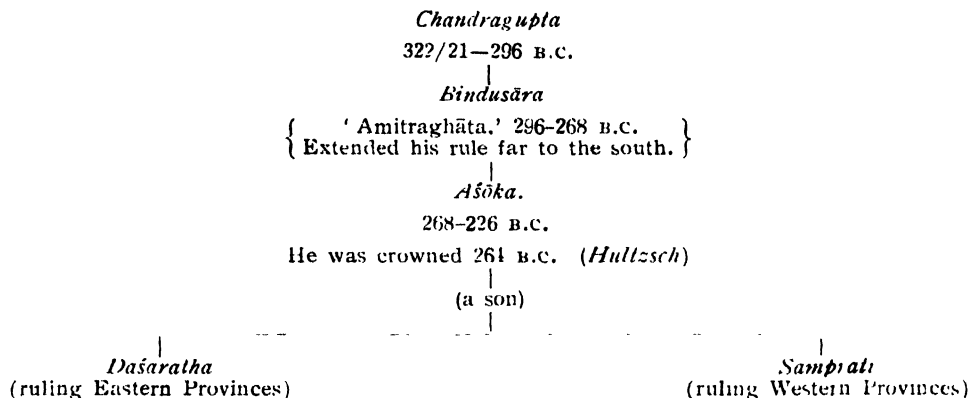 Chandragupta
322/21—296 B.C.
Bindusāra
{ ' Amitraghāta.' 296–268 B.C. }
Extended his rule far to the south.
Aśōka.
268–226 B.C.
He was crowned 264 B.C. (Hultzsch)
(a son)
Daśaratha Samprati
(ruling Eastern Provinces) (ruling Western Provinces)